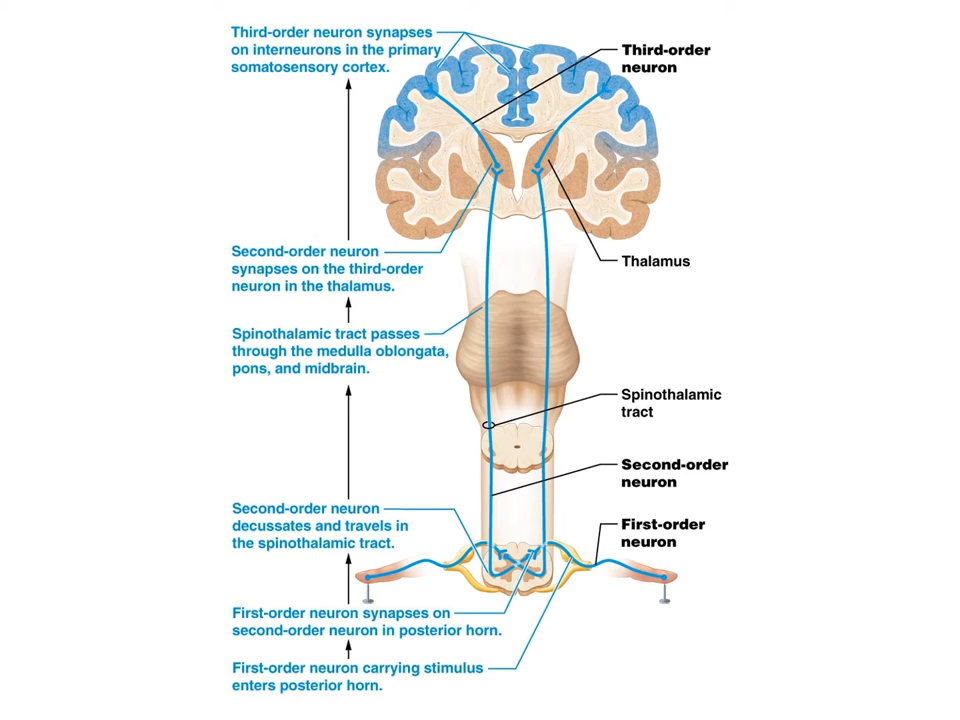 Third-order neuron synapses
on interneurons in the primary
somatosensory cortex.
Third-order
neuron
Second-order neuron
synapses on the third-order
neuron in the thalamus.
Thalamus
Spinothalamic tract passes
through the medulla oblongata,
pons, and midbrain.
Spinothalamic
tract
Second-order
neuron
Second-order neuron
decussates and travels in
the spinothalamic tract.
First-order
neuron
First-order neuron synapses on
second-order neuron in posterior horn.
First-order neuron carrying stimulus
enters posterior horn.